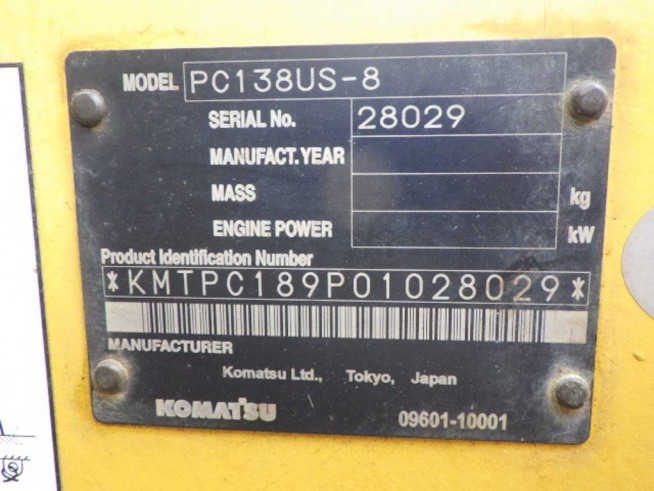 MODEL PC138US-8
SERIAL No. 28029
MANUFACT. YEAR
MASS kg
ENGINE POWER kW
Product Identification Number
*KMTPC189P01028029*
MANUFACTURER
Komatsu Ltd., Tokyo, Japan
KOMATSU 09601-10001